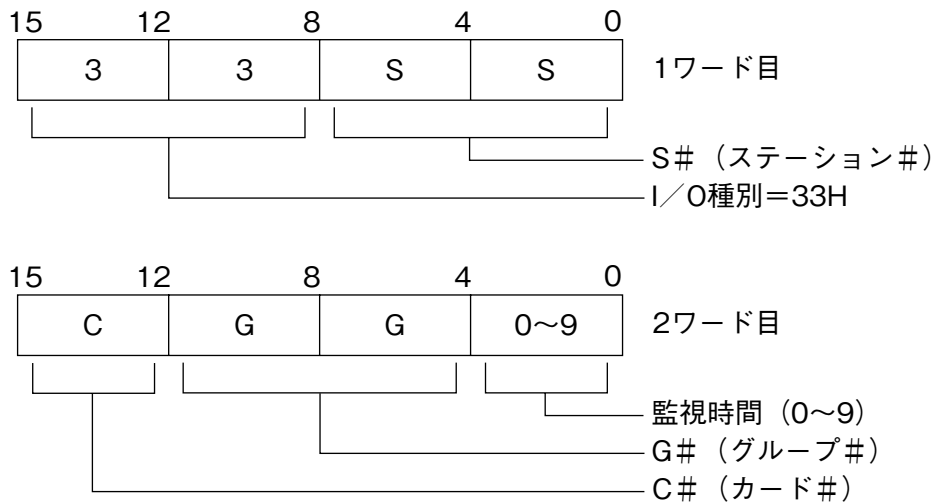 15 12 8 4 0
3 3 S S 1ワード目
S#（ステーション#）
I／O種別＝33H
15 12 8 4 0
C G G 0〜9 2ワード目
監視時間（0〜9）
G#（グループ#）
C#（カード#）